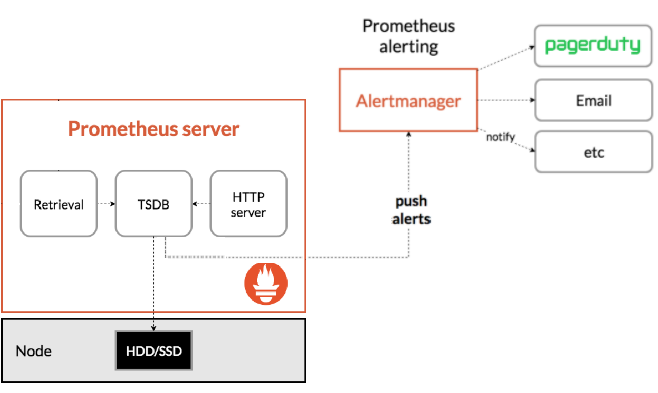 Prometheus
alerting
pagerduty
Alertmanager
Email
notify
etc
Prometheus server
Retrieval
TSDB
HTTP
server
push
alerts
Node
HDD/SSD